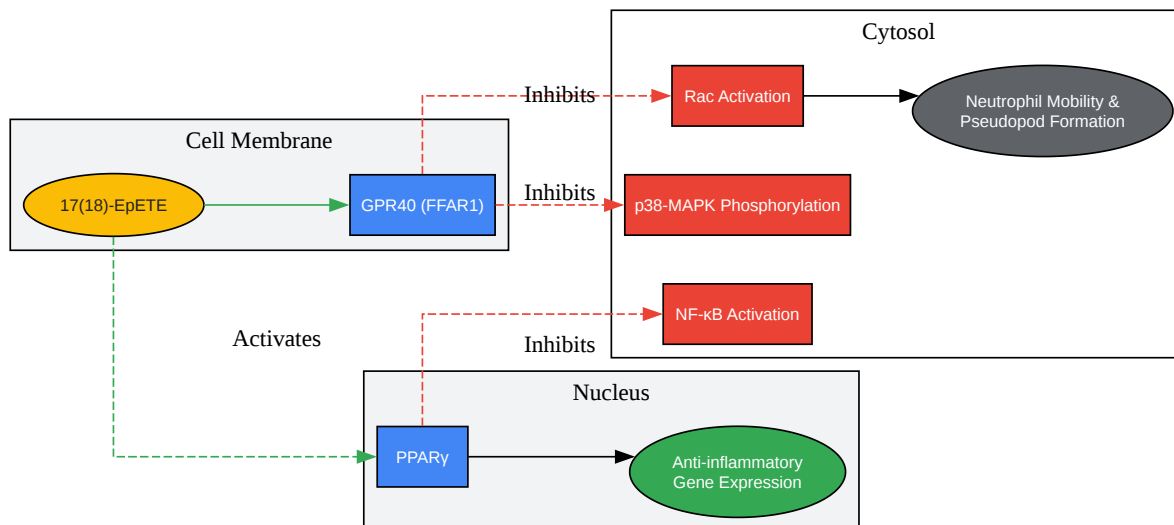 Cytosol
Inhibits
Rac Activation
Neutrophil Mobility &
Pseudopod Formation
Cell Membrane
17(18)-EpETE
GPR40 (FFAR1)
Inhibits
p38-MAPK Phosphorylation
NF-κB Activation
Activates
Inhibits
Nucleus
PPARγ
Anti-inflammatory
Gene Expression